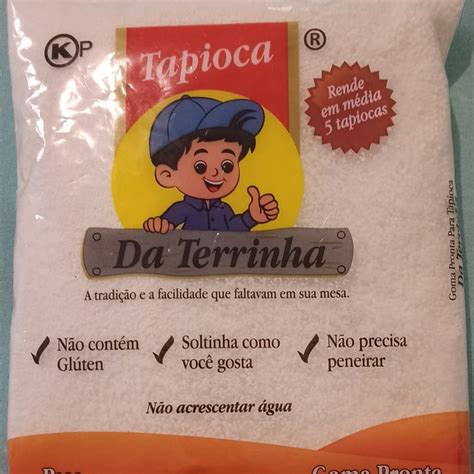 K P
Tapioca
®
Rende
em média
5 tapiocas
Da Terrinha
A tradição e a facilidade que faltavam em sua mesa.
Não contém
Glúten
Soltinha como
você gosta
Não precisa
peneirar
Não acrescentar água
Goma Pronta Para Tapioca
Goma Pronta